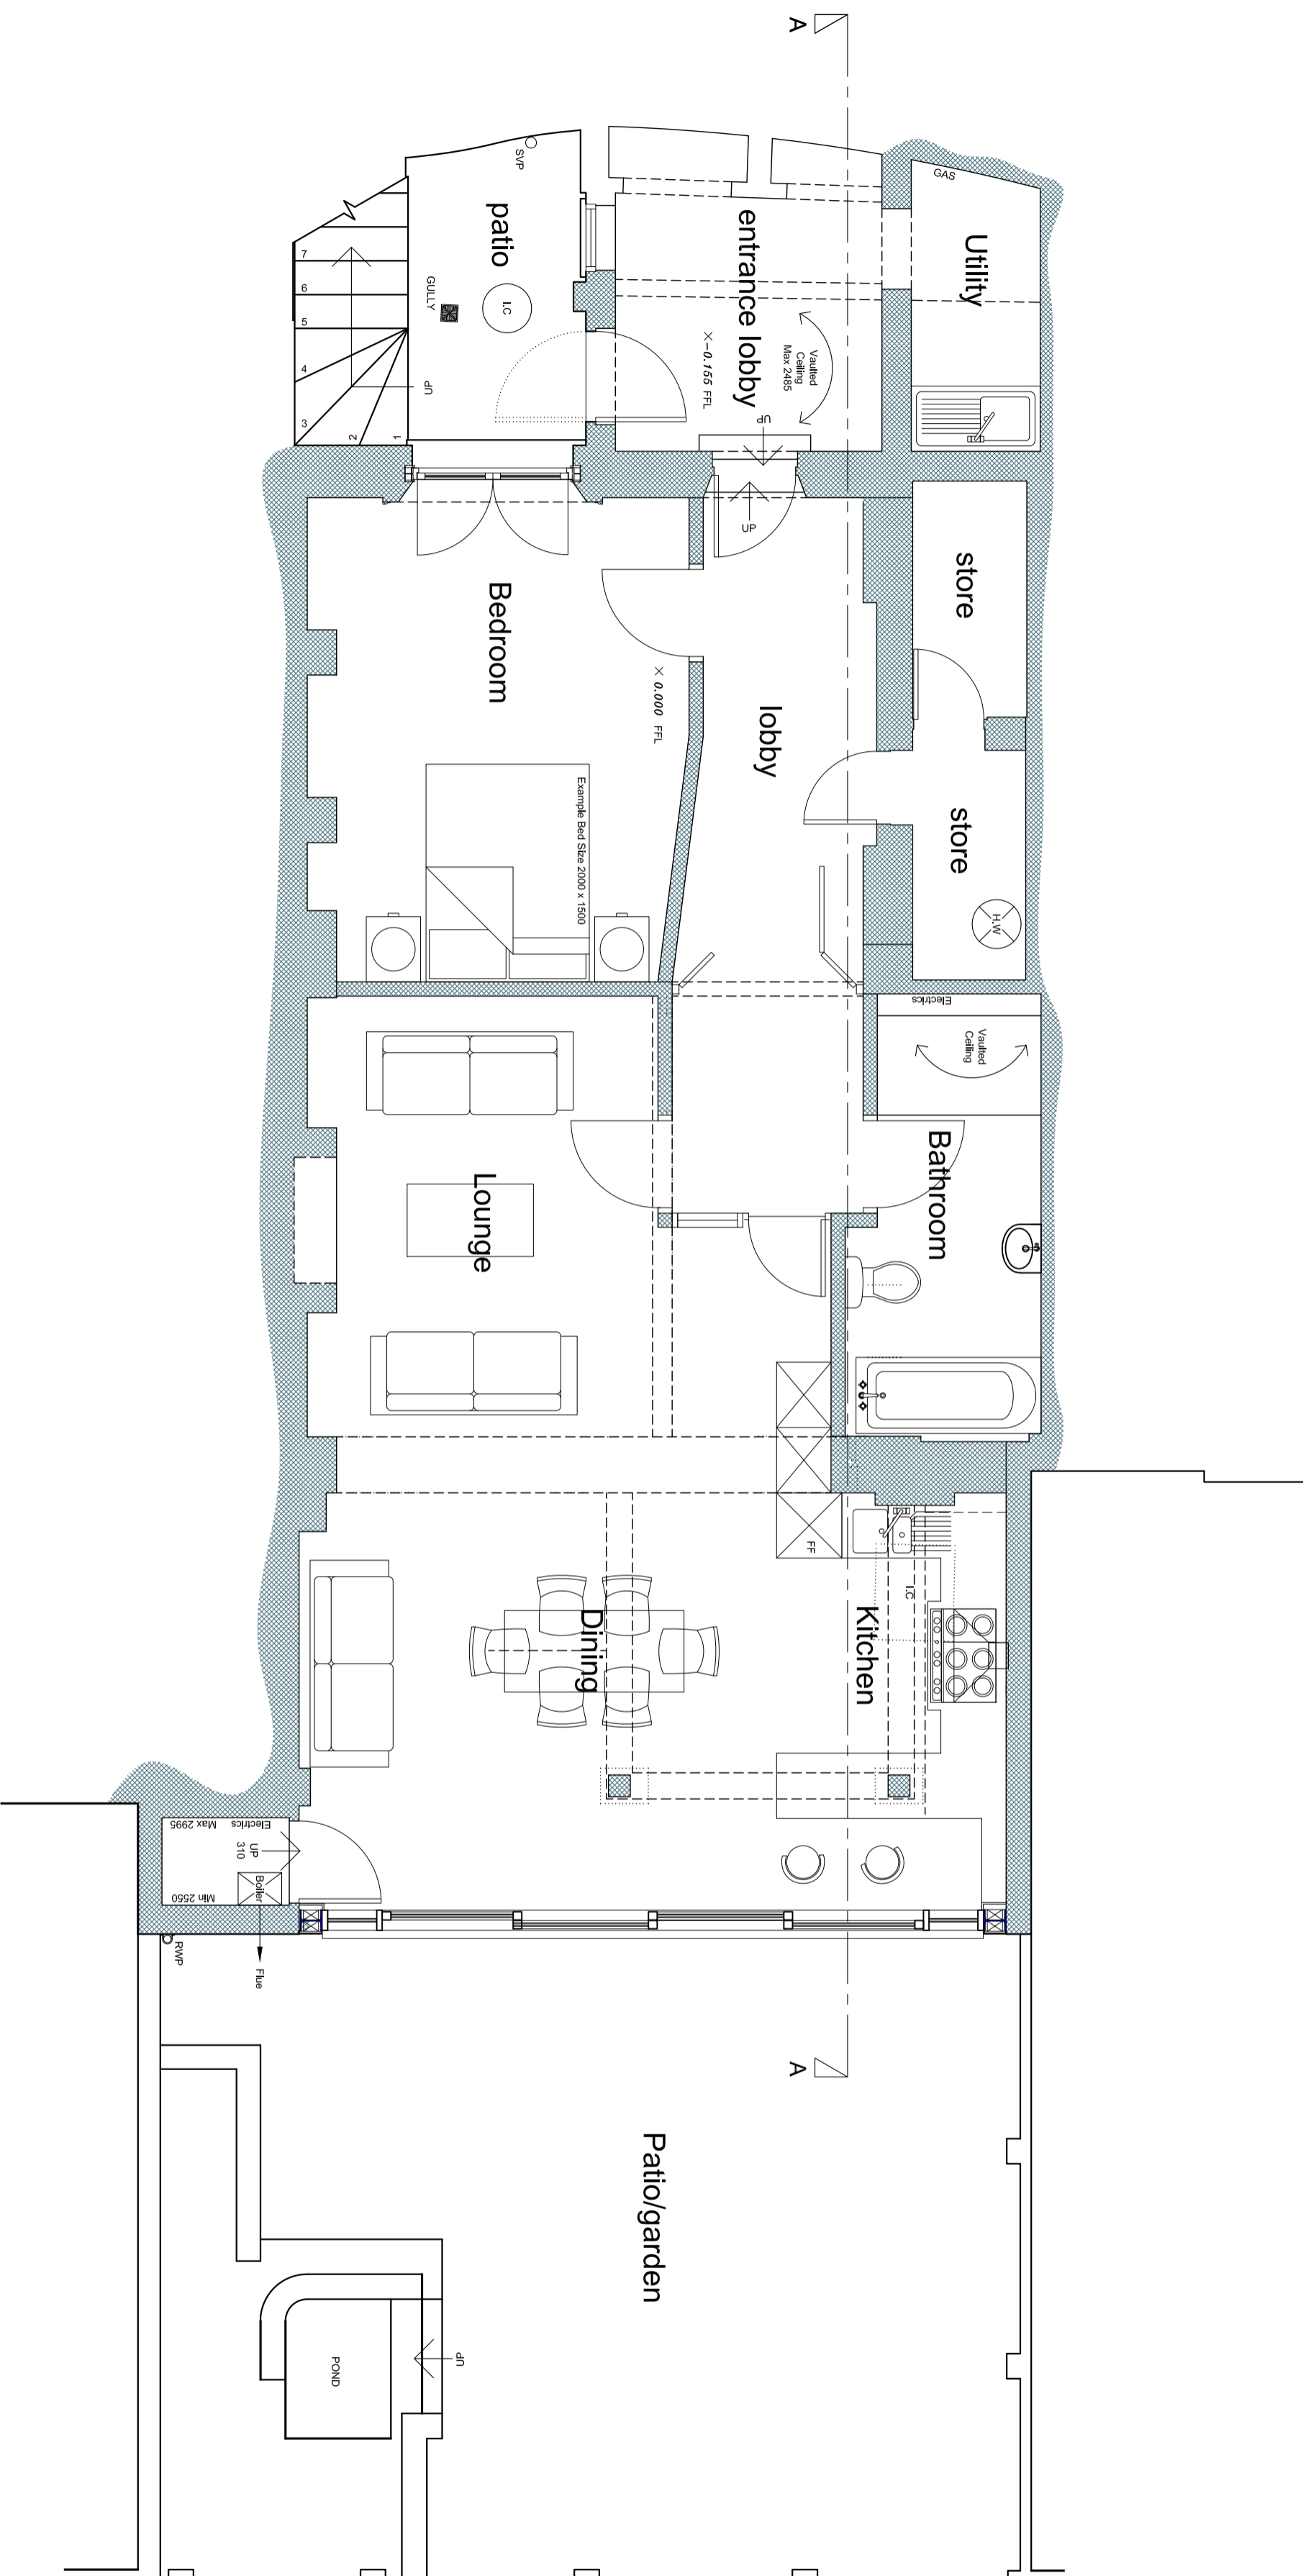 A
SVP
patio
I.C
GULLY
7
6
5
4
3
2
1
UP
entrance lobby
X-0.155 FFL
Vaulted
Ceiling
Max 2485
UP
GAS
Utility
UP
store
Bedroom
X 0.000 FFL
lobby
Example Bed Size 2000 x 1500
store
H.W
Electrics
Vaulted
Ceiling
Bathroom
Lounge
FF
I.C
Kitchen
Dining
Max 2995
Electrics
UP
310
Boiler
Min 2550
RWP
Flue
A
Patio/garden
UP
POND